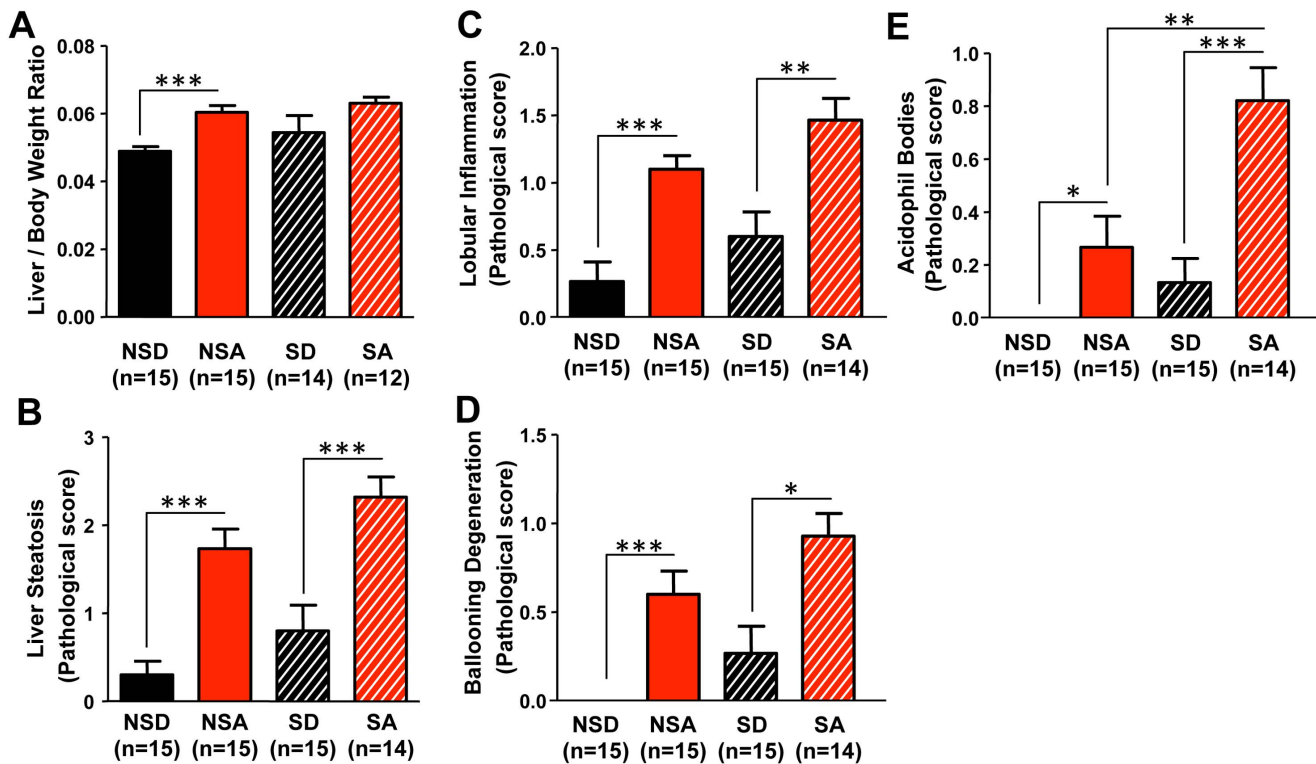 A
Liver / Body Weight Ratio
0.08
0.06
0.04
0.02
0.00
***
NSD NSA SD SA
(n=15) (n=15) (n=14) (n=12)
B
Liver Steatosis
(Pathological score)
3
2
1
0
***
***
NSD NSA SD SA
(n=15) (n=15) (n=15) (n=14)
C
Lobular Inflammation
(Pathological score)
2.0
1.5
1.0
0.5
0.0
***
**
NSD NSA SD SA
(n=15) (n=15) (n=15) (n=14)
D
Ballooning Degeneration
(Pathological score)
1.5
1.0
0.5
0.0
***
*
NSD NSA SD SA
(n=15) (n=15) (n=15) (n=14)
E
Acidophil Bodies
(Pathological score)
1.0
0.8
0.6
0.4
0.2
0.0
**
***
*
NSD NSA SD SA
(n=15) (n=15) (n=15) (n=14)